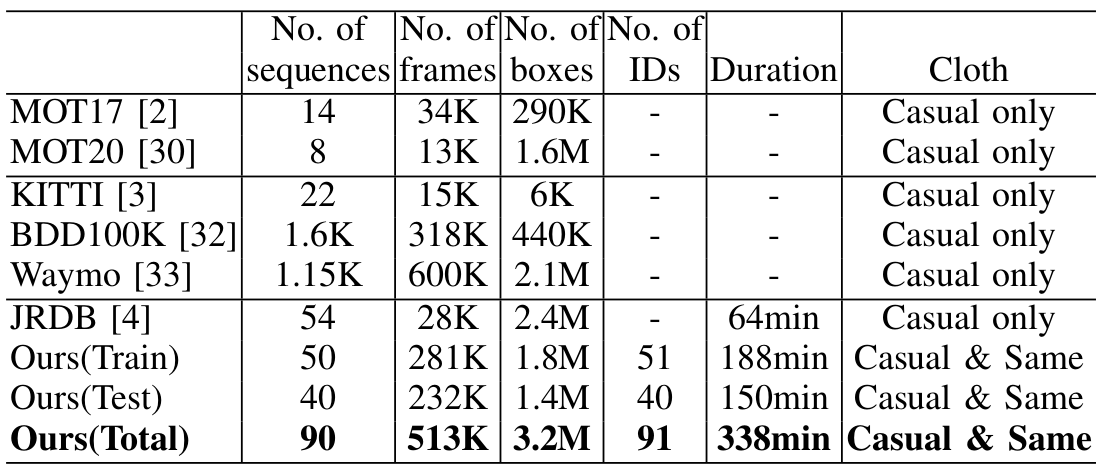 No. of No. of No. of No. of
sequences frames boxes IDs Duration Cloth
MOT17 [2] 14 34K 290K - - Casual only
MOT20 [30] 8 13K 1.6M - - Casual only
KITTI [3] 22 15K 6K - - Casual only
BDD100K [32] 1.6K 318K 440K - - Casual only
Waymo [33] 1.15K 600K 2.1M - - Casual only
JRDB [4] 54 28K 2.4M - 64min Casual only
Ours(Train) 50 281K 1.8M 51 188min Casual & Same
Ours(Test) 40 232K 1.4M 40 150min Casual & Same
Ours(Total) 90 513K 3.2M 91 338min Casual & Same